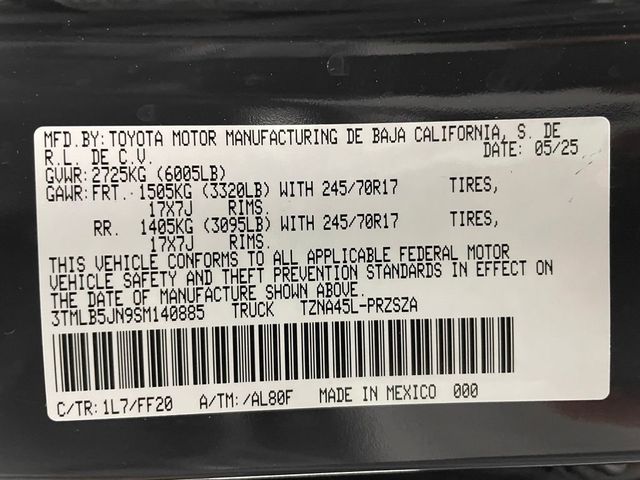 MFD.BY: TOYOTA MOTOR MANUFACTURING DE BAJA CALIFORNIA, S. DE
R.L. DE C.V. DATE: 05/25
GVWR: 2725KG (6005LB)
GAWR: FRT. 1505KG (3320LB) WITH 245/70R17 TIRES,
17X7J RIMS.
RR. 1405KG (3095LB) WITH 245/70R17 TIRES,
17X7J RIMS.
THIS VEHICLE CONFORMS TO ALL APPLICABLE FEDERAL MOTOR
VEHICLE SAFETY AND THEFT PREVENTION STANDARDS IN EFFECT ON
THE DATE OF MANUFACTURE SHOWN ABOVE.
3TMLB5JN9SM140885 TRUCK TZNA45L-PRZSZA
C/TR: 1L7/FF20 A/TM: /AL80F MADE IN MEXICO 000